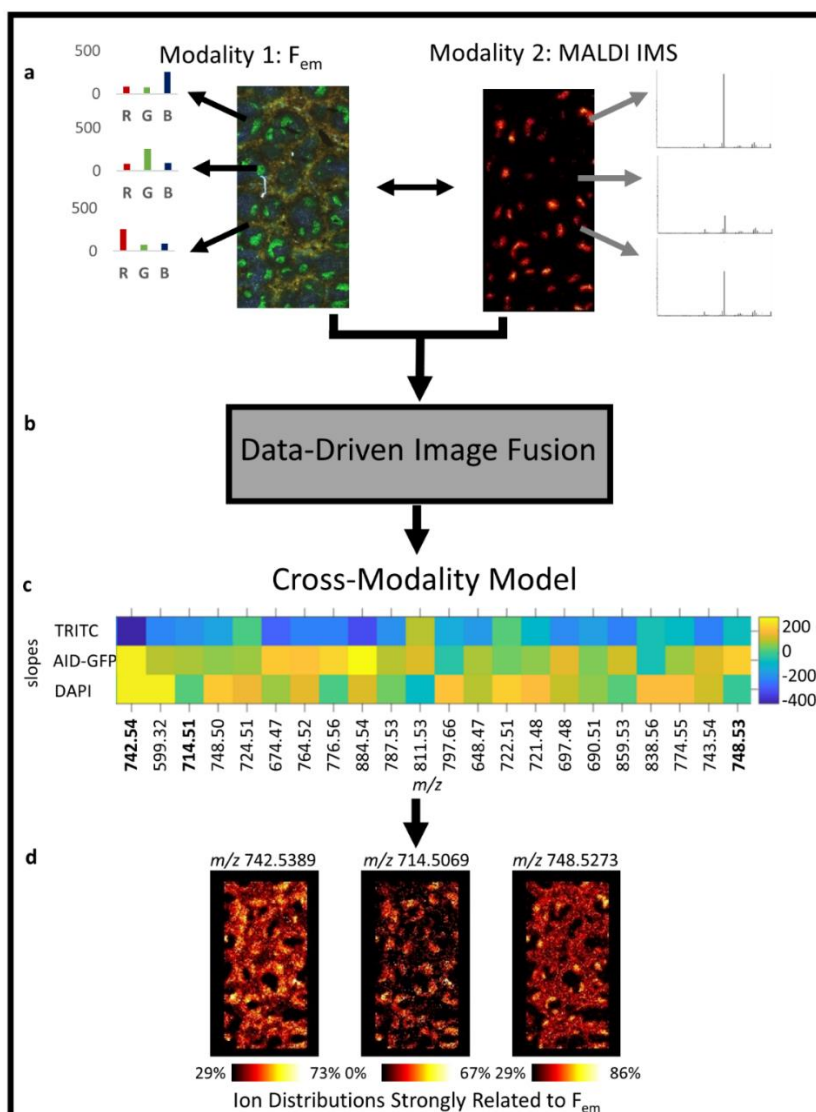 Modality 1: Fem
Modality 2: MALDI IMS
a
500
0
R G B
500
0
R G B
500
0
R G B
b
Data-Driven Image Fusion
c
Cross-Modality Model
slopes
TRITC
AID-GFP
DAPI
200
0
-200
-400
742.54
599.32
714.51
748.50
724.51
674.47
764.52
776.56
884.54
787.53
811.53
797.66
648.47
722.51
721.48
697.48
690.51
859.53
838.56
774.55
743.54
748.53
m/z
d
m/z 742.5389
m/z 714.5069
m/z 748.5273
29% 73%
0% 67%
29% 86%
Ion Distributions Strongly Related to Fem